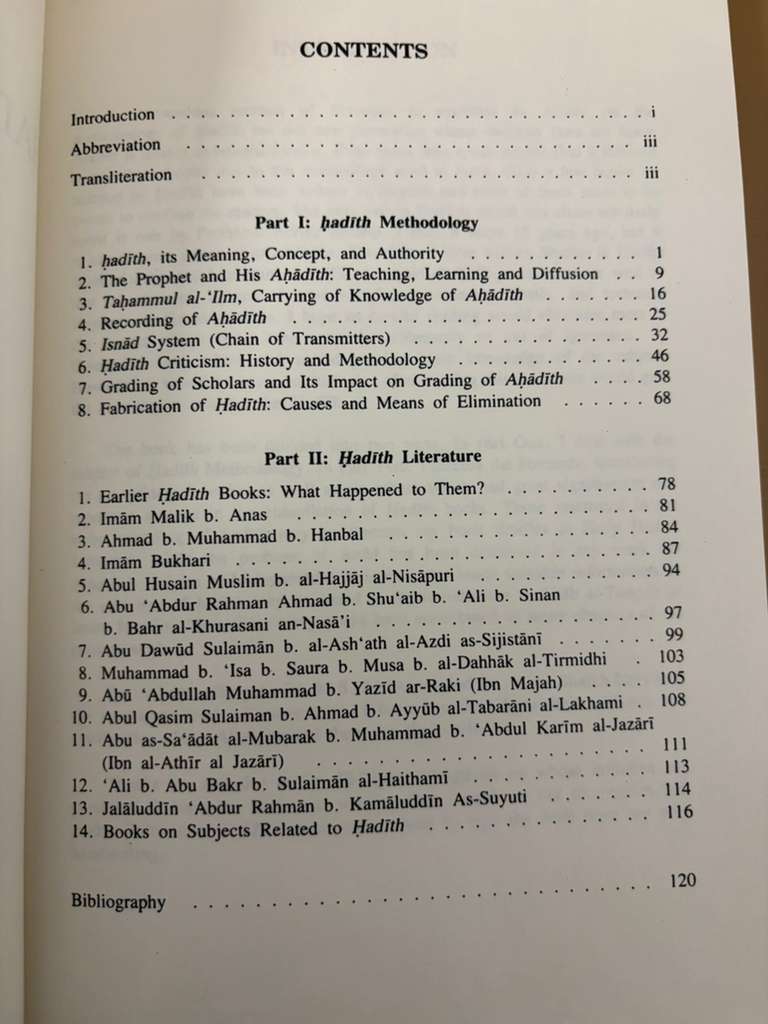 CONTENTS
Introduction . . . . . . . . . . . . . . . . . . . . . . . . . . . . . . i
Abbreviation . . . . . . . . . . . . . . . . . . . . . . . . . . . . . iii
Transliteration . . . . . . . . . . . . . . . . . . . . . . . . . . . . iii
Part I: ḥadīth Methodology
1. ḥadīth, its Meaning, Concept, and Authority . . . . . . . . . . . . 1
2. The Prophet and His Aḥādīth: Teaching, Learning and Diffusion . . 9
3. Taḥammul al-‘Ilm, Carrying of Knowledge of Aḥādīth . . . . . . . 16
4. Recording of Aḥādīth . . . . . . . . . . . . . . . . . . . . . . . 25
5. Isnād System (Chain of Transmitters) . . . . . . . . . . . . . . . 32
6. Ḥadīth Criticism: History and Methodology . . . . . . . . . . . . 46
7. Grading of Scholars and Its Impact on Grading of Aḥādīth . . . . 58
8. Fabrication of Ḥadīth: Causes and Means of Elimination . . . . . . 68
Part II: Ḥadīth Literature
1. Earlier Ḥadīth Books: What Happened to Them? . . . . . . . . . . 78
2. Imām Malik b. Anas . . . . . . . . . . . . . . . . . . . . . . . 81
3. Ahmad b. Muhammad b. Hanbal . . . . . . . . . . . . . . . . . 84
4. Imām Bukhari . . . . . . . . . . . . . . . . . . . . . . . . . . 87
5. Abul Husain Muslim b. al-Hajjāj al-Nisāpuri . . . . . . . . . . . 94
6. Abu ‘Abdur Rahman Ahmad b. Shu‘aib b. ‘Ali b. Sinan
b. Bahr al-Khurasani an-Nasā’i . . . . . . . . . . . . . . . . . . 97
7. Abu Dawūd Sulaimān b. al-Ash‘ath al-Azdi as-Sijistānī . . . . . . . 99
8. Muhammad b. ‘Isa b. Saura b. Musa b. al-Dahhāk al-Tirmidhi . 103
9. Abū ‘Abdullah Muhammad b. Yazīd ar-Raki (Ibn Majah) . . . . 105
10. Abul Qasim Sulaiman b. Ahmad b. Ayyūb al-Tabarāni al-Lakhami . 108
11. Abu as-Sa‘ādāt al-Mubarak b. Muhammad b. ‘Abdul Karīm al-Jazārī
(Ibn al-Athīr al Jazārī) . . . . . . . . . . . . . . . . . . . . . 111
12. ‘Ali b. Abu Bakr b. Sulaimān al-Haithamī . . . . . . . . . . . 113
13. Jalāluddīn ‘Abdur Rahmān b. Kamāluddīn As-Suyuti . . . . . . . 114
14. Books on Subjects Related to Ḥadīth . . . . . . . . . . . . . . 116
Bibliography . . . . . . . . . . . . . . . . . . . . . . . . . . . . 120